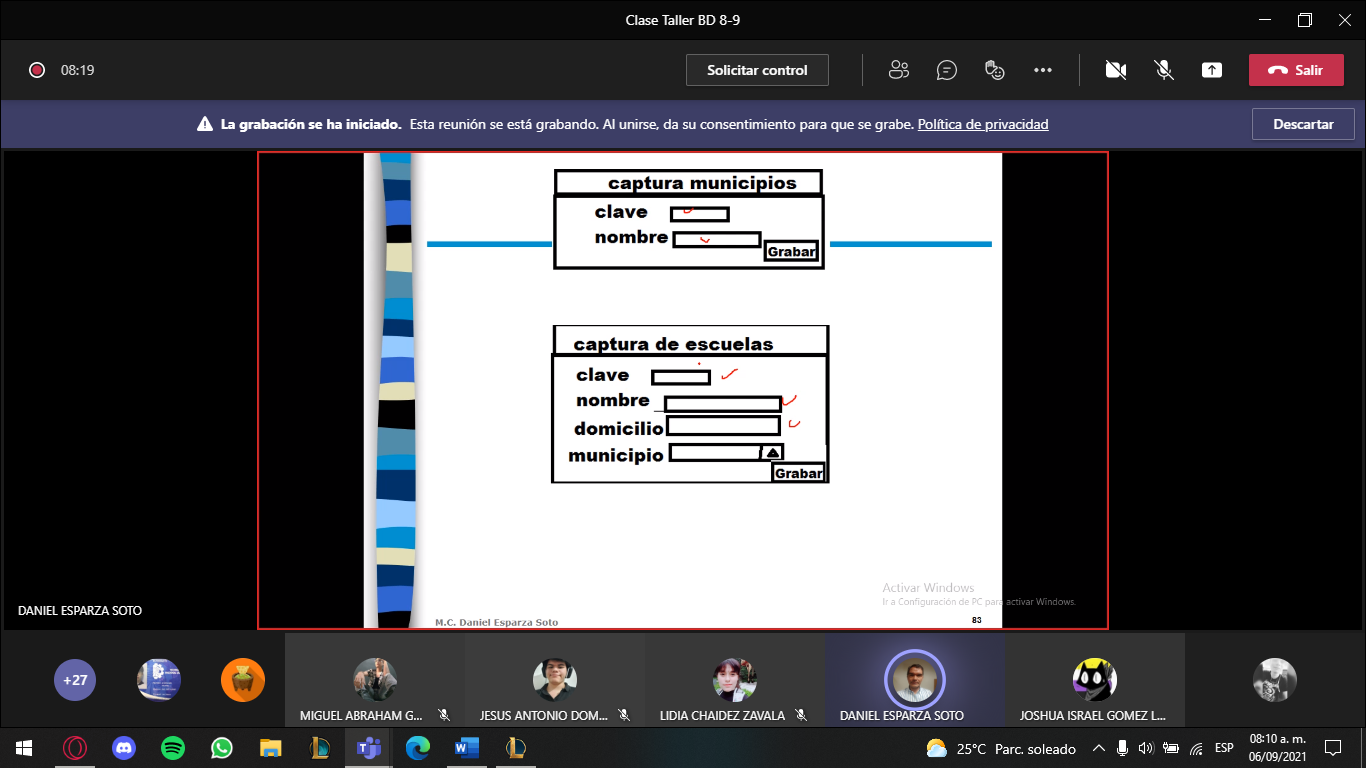 Clase Taller BD 8-9
08:19
Solicitar control
Salir
La grabación se ha iniciado. Esta reunión se está grabando. Al unirse, da su consentimiento para que se grabe. Política de privacidad
Descartar
captura municipios
clave
nombre
Grabar
captura de escuelas
clave
nombre
domicilio
municipio
Grabar
Activar Windows
Ir a Configuración de PC para activar Windows.
DANIEL ESPARZA SOTO
M.C. Daniel Esparza Soto
83
+27
MIGUEL ABRAHAM G...
JESUS ANTONIO DOM...
LIDIA CHAIDEZ ZAVALA
DANIEL ESPARZA SOTO
JOSHUA ISRAEL GOMEZ L...
25°C Parc. soleado
ESP
08:10 a. m.
06/09/2021